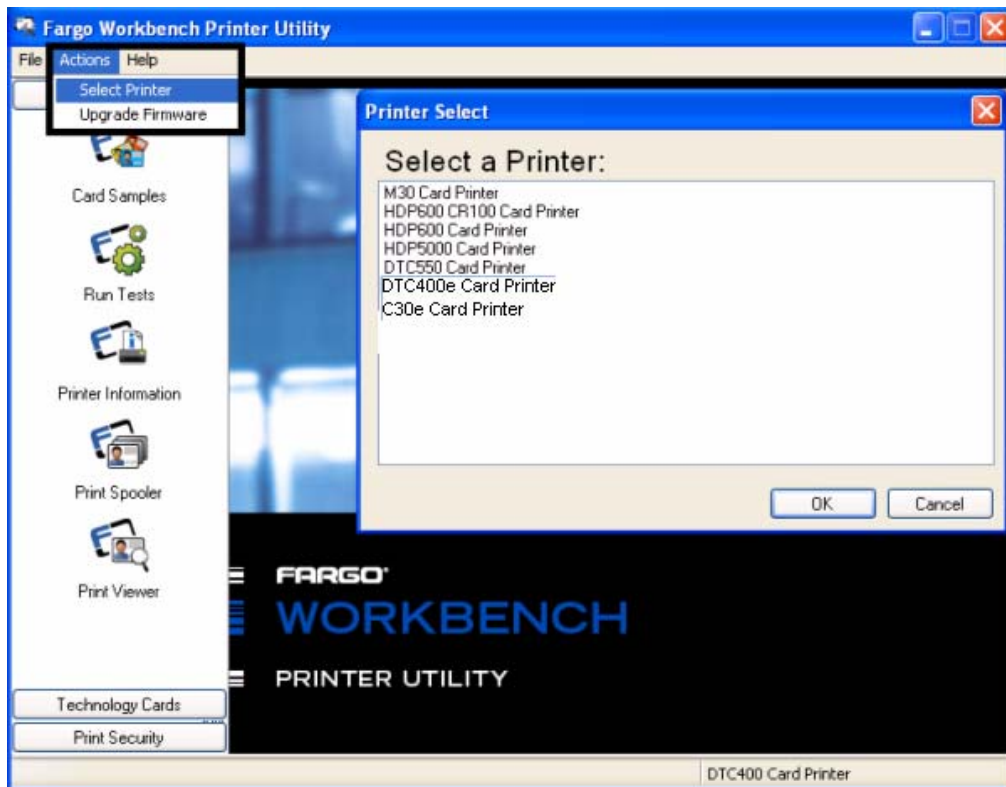 Fargo Workbench Printer Utility
File Actions Help
Select Printer
Upgrade Firmware
Card Samples
Run Tests
Printer Information
Print Spooler
Print Viewer
Technology Cards
Print Security
Printer Select
Select a Printer:
M30 Card Printer
HDP600 CR100 Card Printer
HDP600 Card Printer
HDP5000 Card Printer
DTC550 Card Printer
DTC400e Card Printer
C30e Card Printer
OK Cancel
FARGO
WORKBENCH
PRINTER UTILITY
DTC400 Card Printer